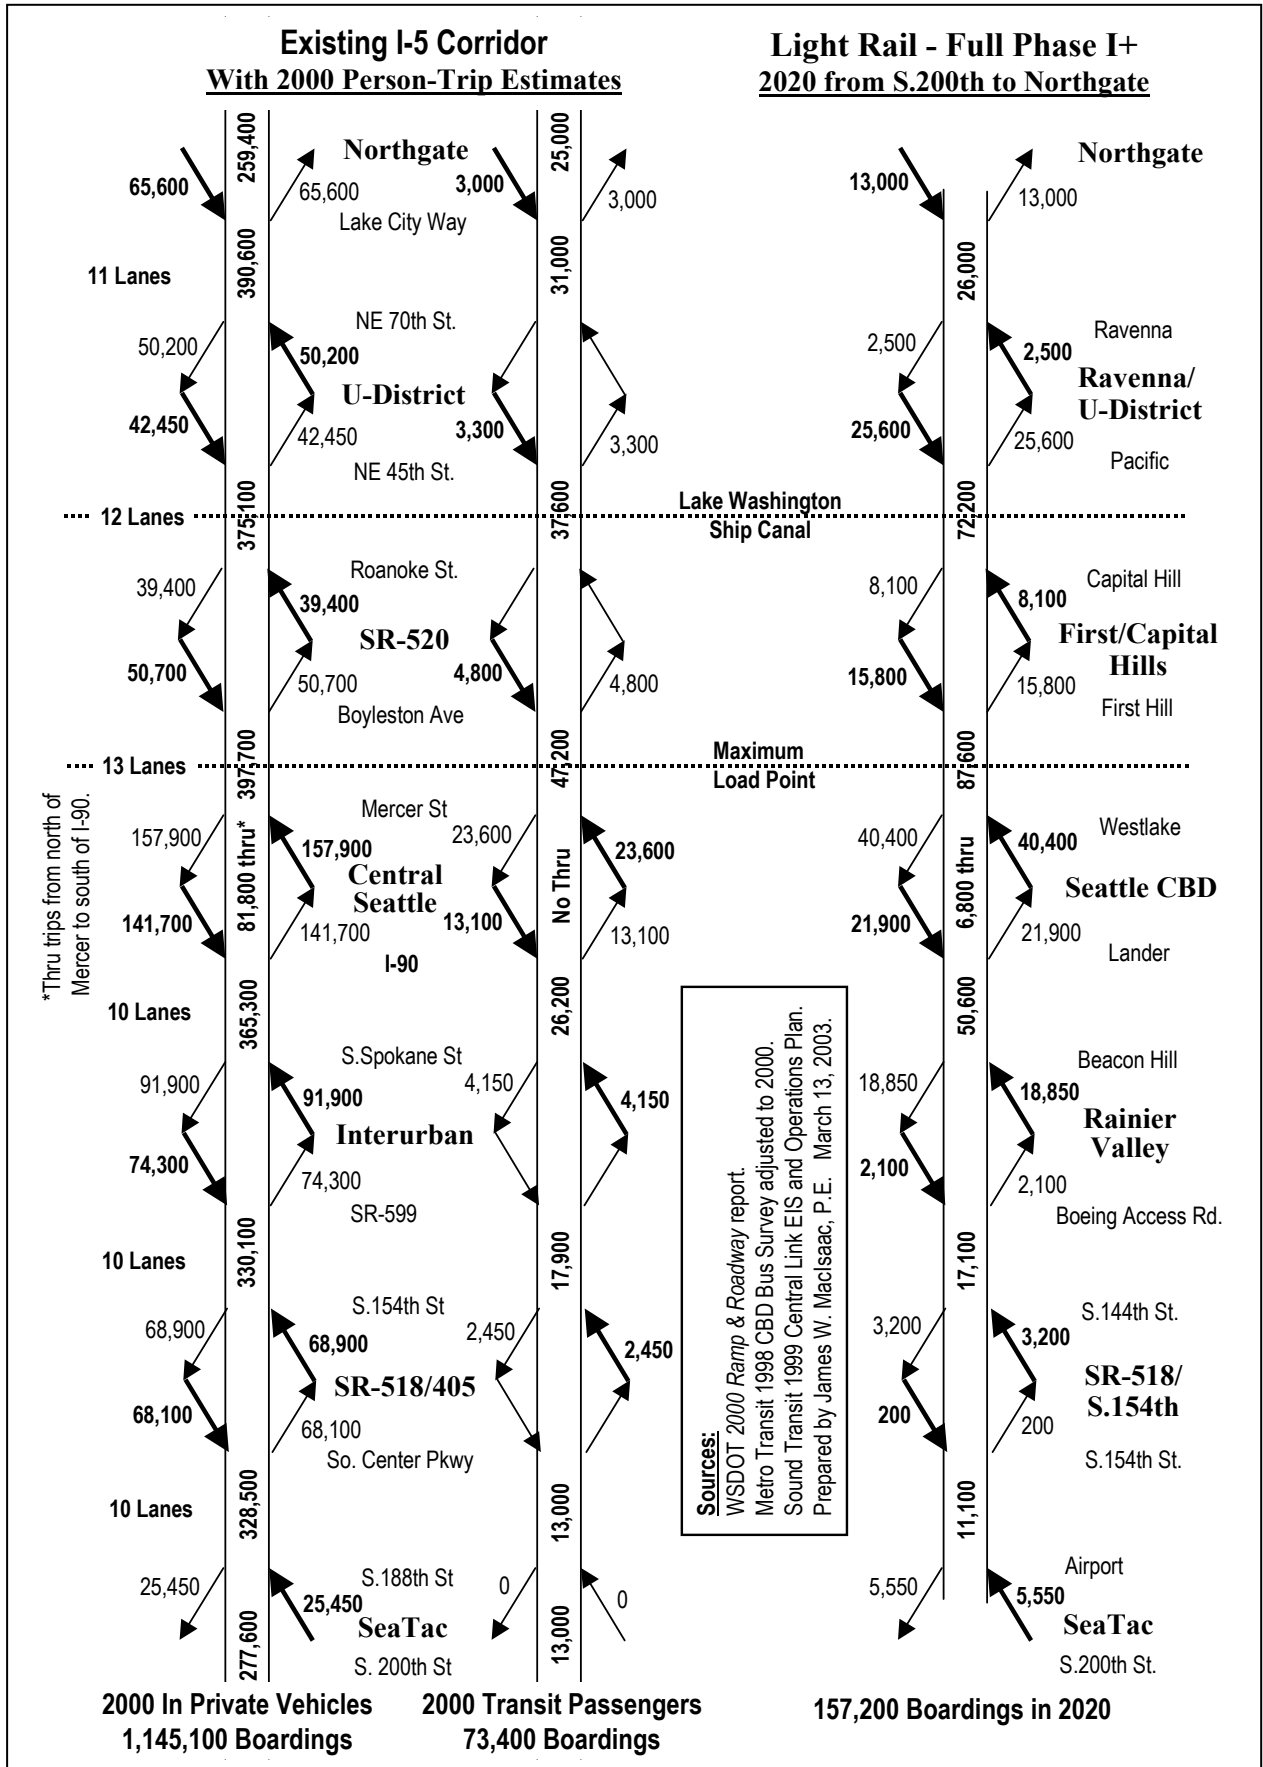 Existing I-5 Corridor
With 2000 Person-Trip Estimates
Light Rail - Full Phase I+
2020 from S.200th to Northgate
259,400
Northgate
65,600
65,600
Lake City Way
390,600
11 Lanes
NE 70th St.
50,200
50,200
U-District
42,450
42,450
NE 45th St.
375,100
12 Lanes
Roanoke St.
39,400
39,400
SR-520
50,700
50,700
Boyleston Ave
397,700
13 Lanes
*Thru trips from north of
Mercer to south of I-90.
Mercer St
157,900
81,800 thru*
157,900
Central
Seattle
141,700
141,700
I-90
365,300
10 Lanes
S.Spokane St
91,900
91,900
Interurban
74,300
74,300
SR-599
330,100
10 Lanes
S.154th St
68,900
68,900
SR-518/405
68,100
68,100
So. Center Pkwy
328,500
10 Lanes
S.188th St
25,450
25,450
SeaTac
277,600
S. 200th St
2000 In Private Vehicles
1,145,100 Boardings
25,000
3,000
3,000
31,000
3,300
3,300
37,600
Lake Washington
Ship Canal
4,800
4,800
47,200
Maximum
Load Point
23,600
No Thru
23,600
13,100
13,100
26,200
4,150
4,150
17,900
2,450
2,450
13,000
0
0
13,000
2000 Transit Passengers
73,400 Boardings
Sources:
WSDOT 2000 Ramp & Roadway report.
Metro Transit 1998 CBD Bus Survey adjusted to 2000.
Sound Transit 1999 Central Link EIS and Operations Plan.
Prepared by James W. MacIsaac, P.E. March 13, 2003.
Northgate
13,000
13,000
26,000
Ravenna
2,500
2,500
Ravenna/
U-District
25,600
25,600
Pacific
72,200
Capital Hill
8,100
8,100
First/Capital
Hills
15,800
15,800
First Hill
87,600
Westlake
40,400
6,800 thru
40,400
Seattle CBD
21,900
21,900
Lander
50,600
Beacon Hill
18,850
18,850
Rainier
Valley
2,100
2,100
Boeing Access Rd.
17,100
S.144th St.
3,200
3,200
SR-518/
S.154th
200
200
S.154th St.
11,100
Airport
5,550
5,550
SeaTac
S.200th St.
157,200 Boardings in 2020